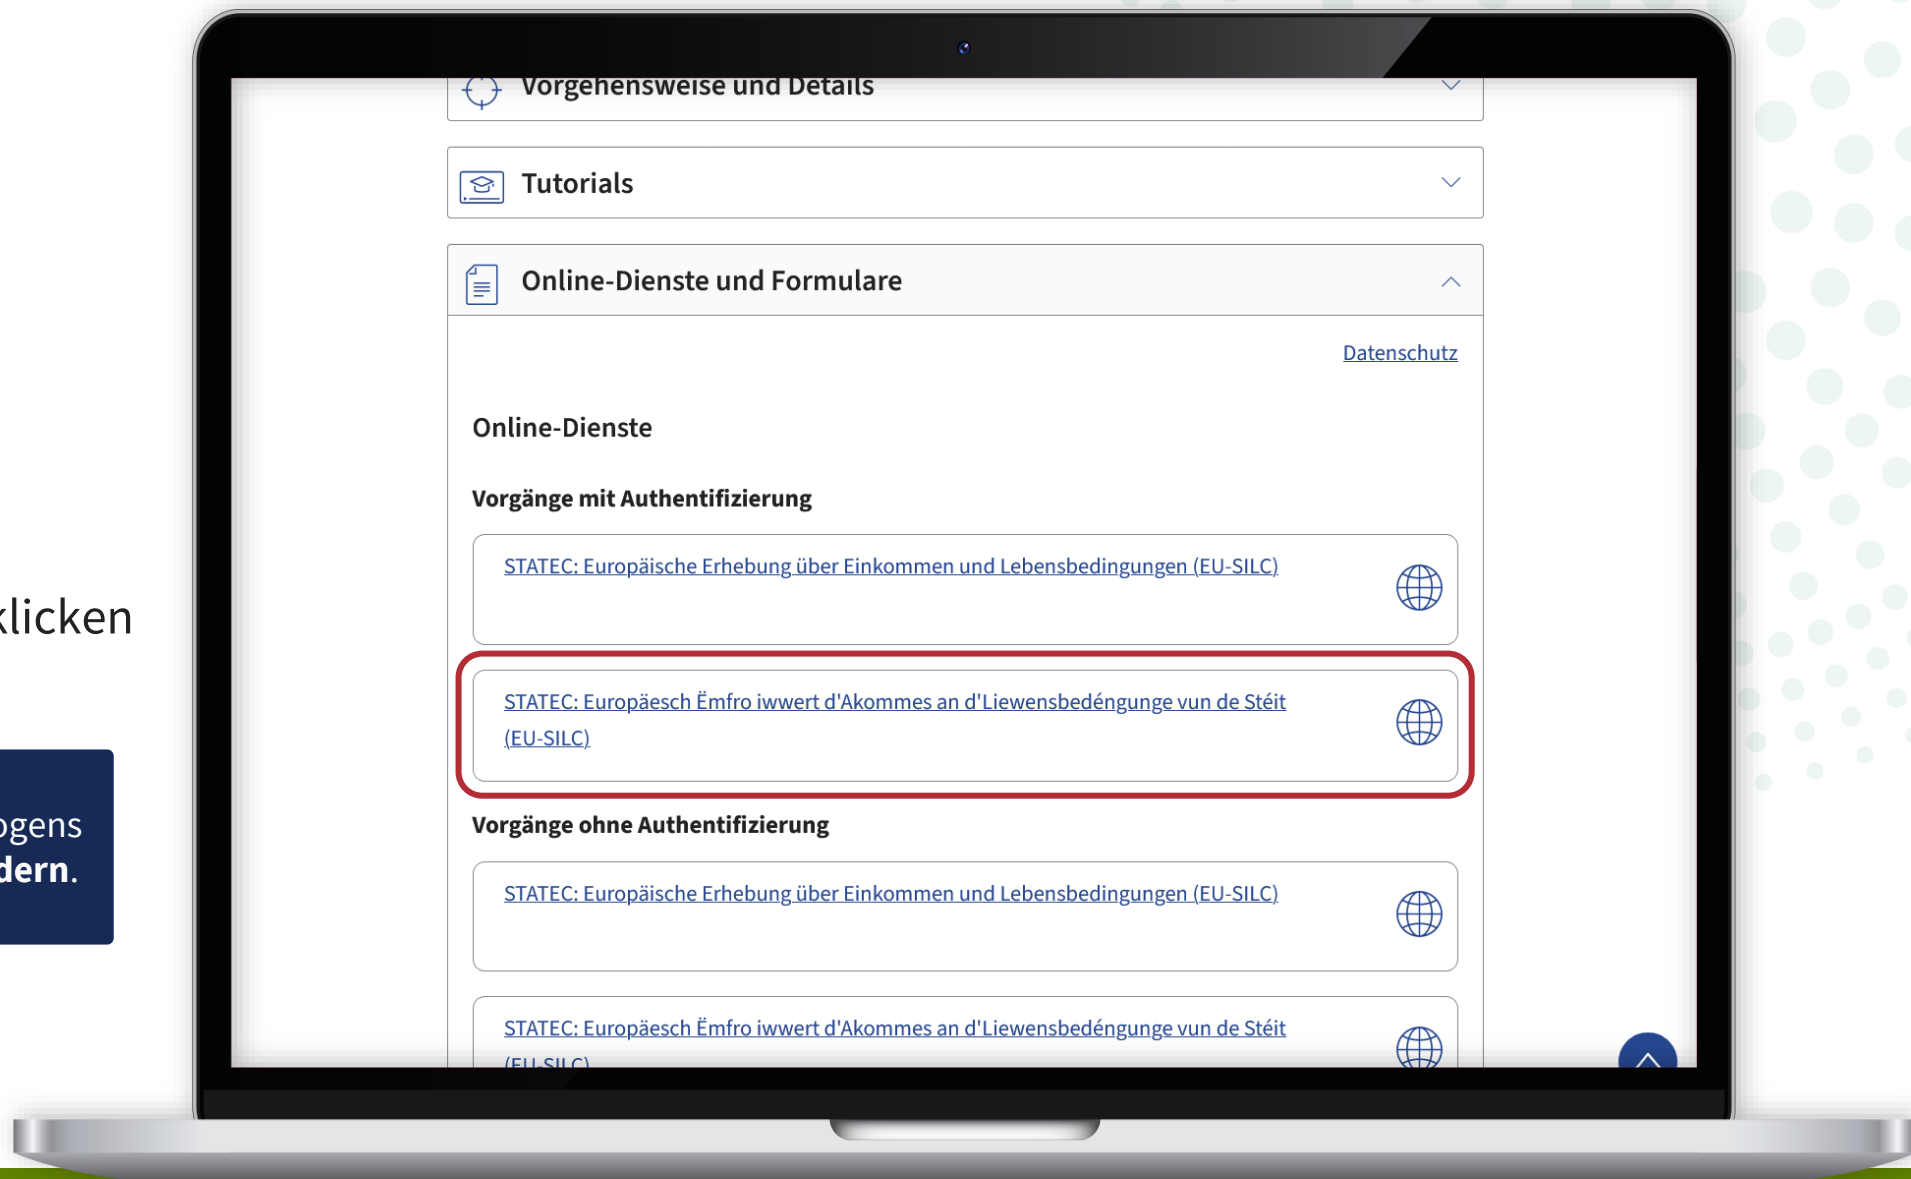 Vorgehensweise und Details
Tutorials
Online-Dienste und Formulare
Datenschutz
Online-Dienste
Vorgänge mit Authentifizierung
STATEC: Europäische Erhebung über Einkommen und Lebensbedingungen (EU-SILC)
klicken
STATEC: Europäesch Ëmfro iwwert d'Akommes an d'Liewensbedéngunge vun de Stéit
(EU-SILC)
ogens
dern.
Vorgänge ohne Authentifizierung
STATEC: Europäische Erhebung über Einkommen und Lebensbedingungen (EU-SILC)
STATEC: Europäesch Ëmfro iwwert d'Akommes an d'Liewensbedéngunge vun de Stéit
(EU-SILC)